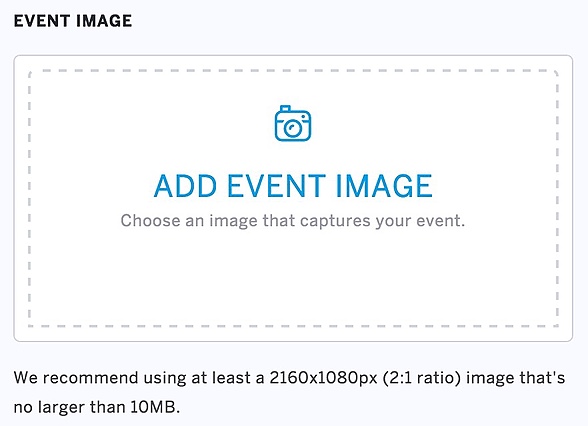 EVENT IMAGE
ADD EVENT IMAGE
Choose an image that captures your event.
We recommend using at least a 2160x1080px (2:1 ratio) image that's
no larger than 10MB.